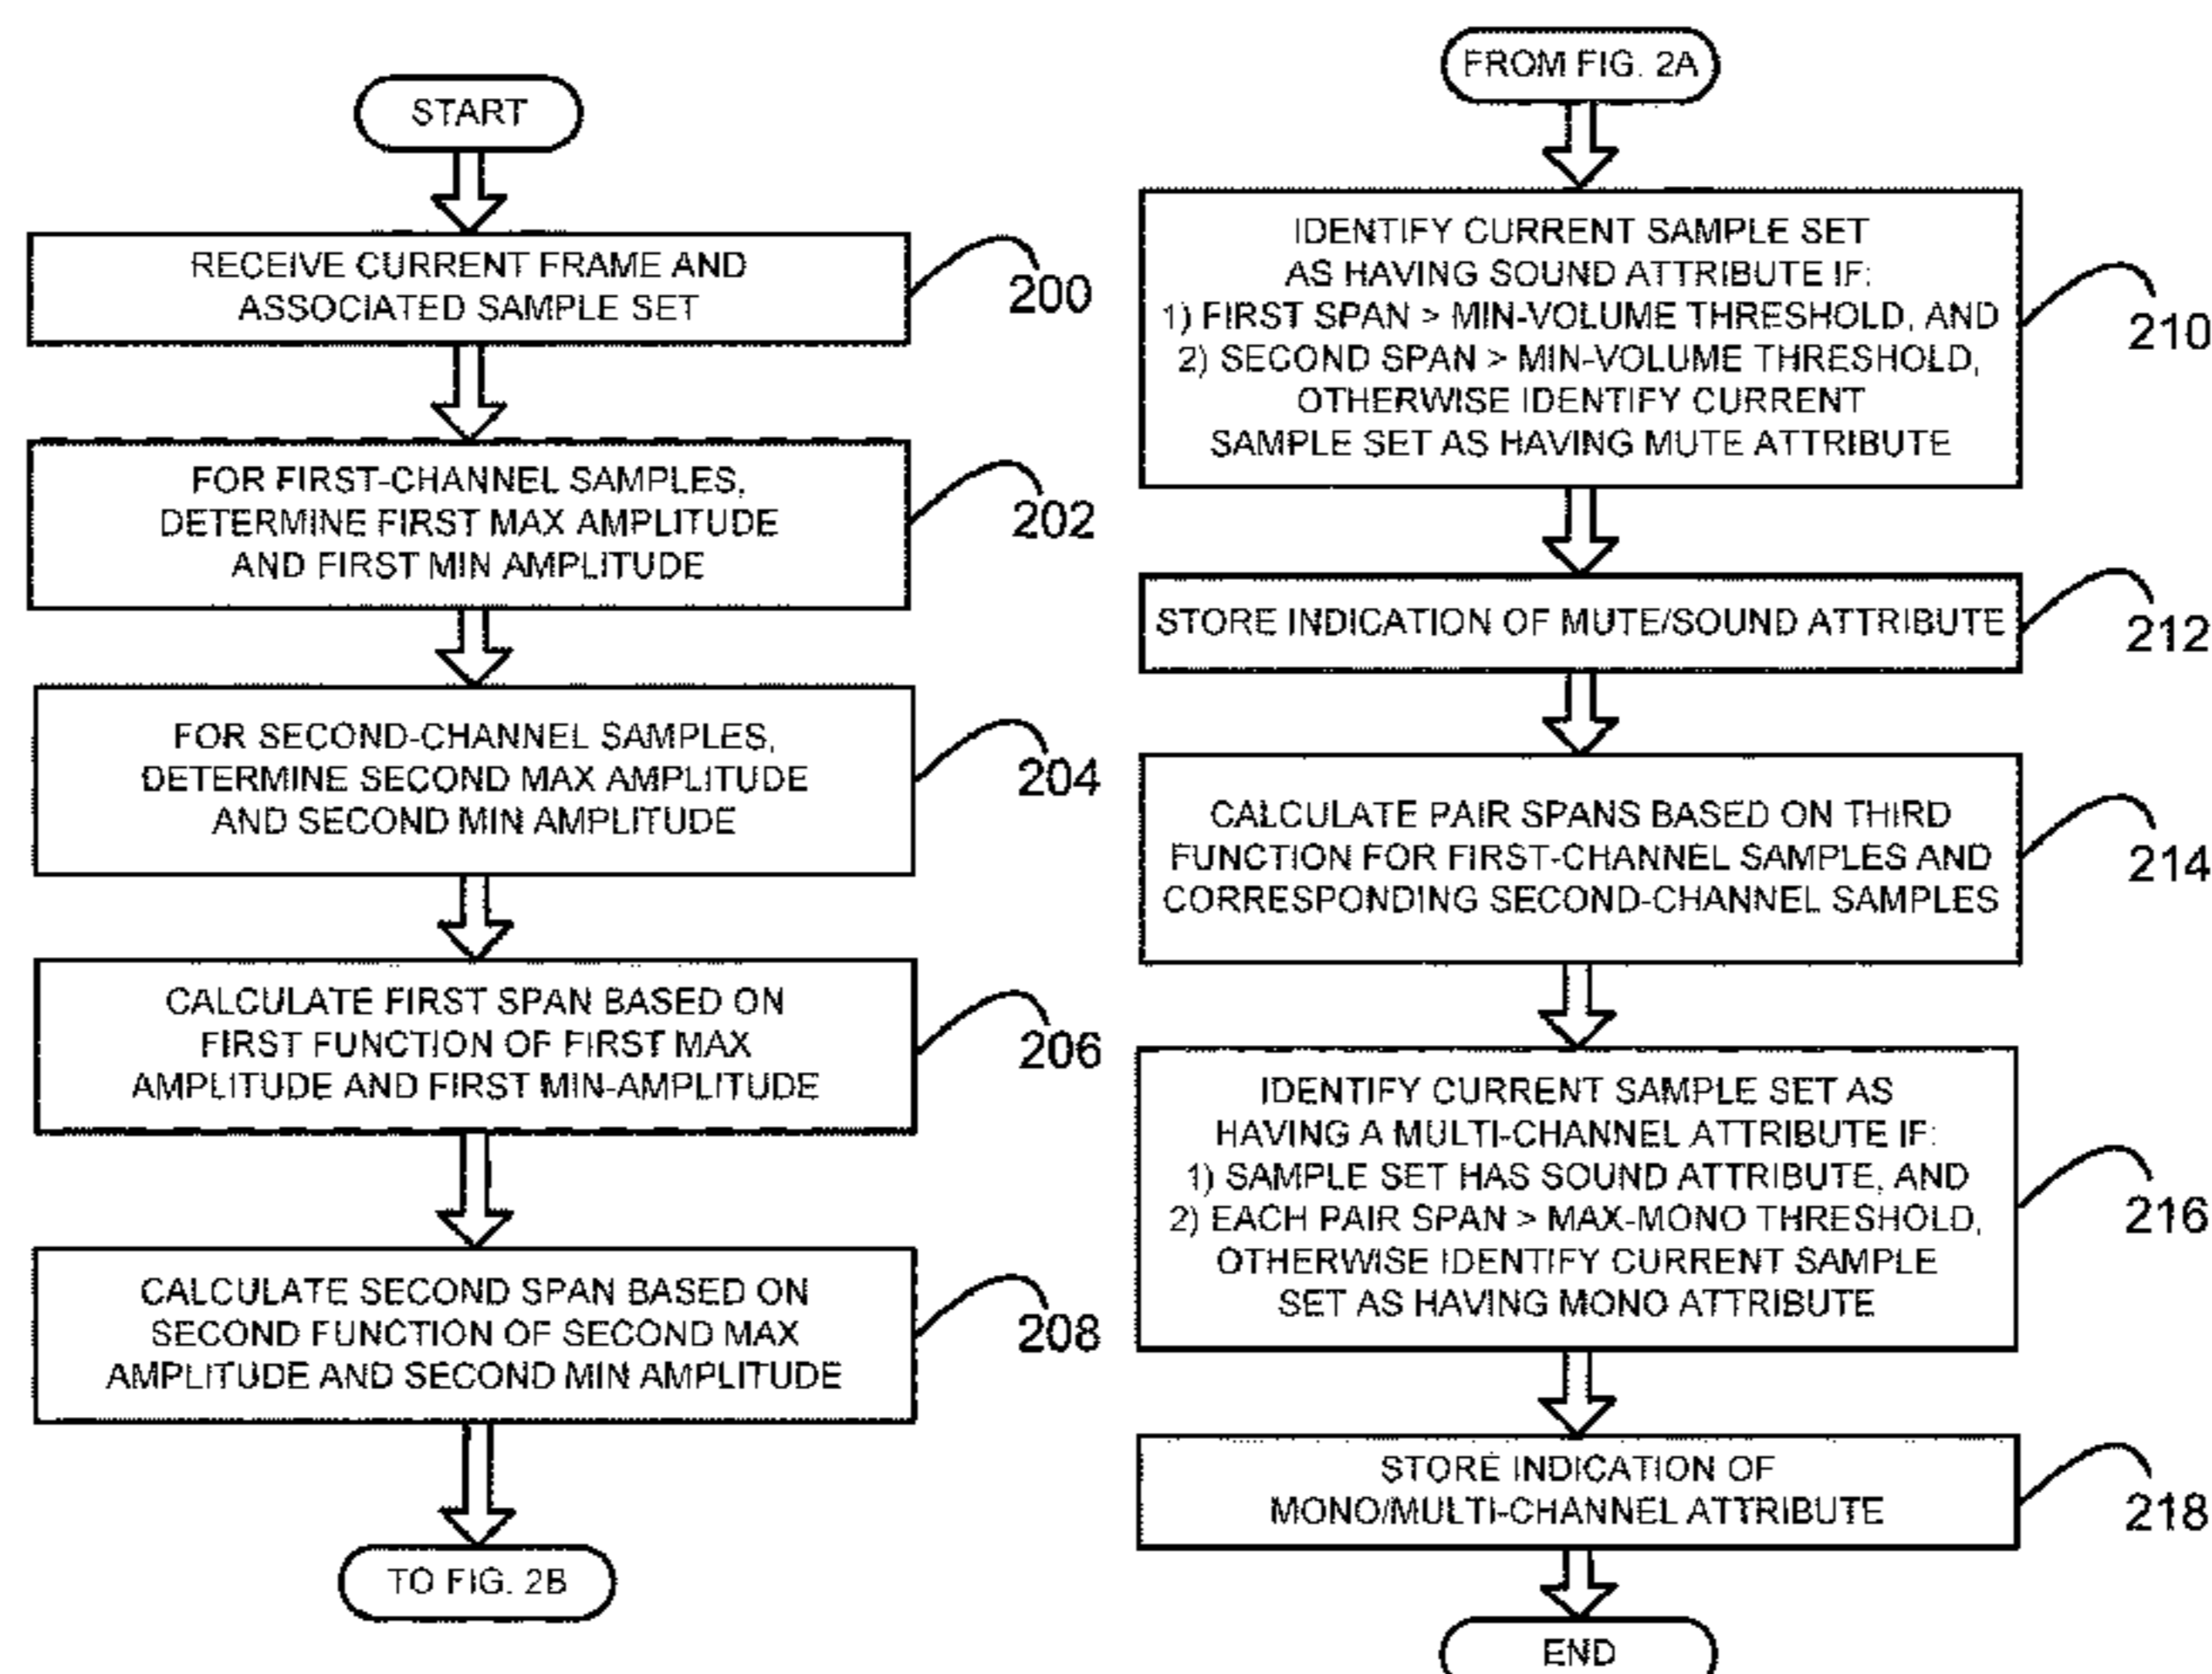 START
RECEIVE CURRENT FRAME AND
ASSOCIATED SAMPLE SET
200
FOR FIRST-CHANNEL SAMPLES,
DETERMINE FIRST MAX AMPLITUDE
AND FIRST MIN AMPLITUDE
202
FOR SECOND-CHANNEL SAMPLES,
DETERMINE SECOND MAX AMPLITUDE
AND SECOND MIN AMPLITUDE
204
CALCULATE FIRST SPAN BASED ON
FIRST FUNCTION OF FIRST MAX
AMPLITUDE AND FIRST MIN-AMPLITUDE
206
CALCULATE SECOND SPAN BASED ON
SECOND FUNCTION OF SECOND MAX
AMPLITUDE AND SECOND MIN AMPLITUDE
208
TO FIG. 2B
FROM FIG. 2A
IDENTIFY CURRENT SAMPLE SET
AS HAVING SOUND ATTRIBUTE IF:
1) FIRST SPAN > MIN-VOLUME THRESHOLD, AND
2) SECOND SPAN > MIN-VOLUME THRESHOLD,
OTHERWISE IDENTIFY CURRENT
SAMPLE SET AS HAVING MUTE ATTRIBUTE
210
STORE INDICATION OF MUTE/SOUND ATTRIBUTE
212
CALCULATE PAIR SPANS BASED ON THIRD
FUNCTION FOR FIRST-CHANNEL SAMPLES AND
CORRESPONDING SECOND-CHANNEL SAMPLES
214
IDENTIFY CURRENT SAMPLE SET AS
HAVING A MULTI-CHANNEL ATTRIBUTE IF:
1) SAMPLE SET HAS SOUND ATTRIBUTE, AND
2) EACH PAIR SPAN > MAX-MONO THRESHOLD,
OTHERWISE IDENTIFY CURRENT SAMPLE
SET AS HAVING MONO ATTRIBUTE
216
STORE INDICATION OF
MONO/MULTI-CHANNEL ATTRIBUTE
218
END